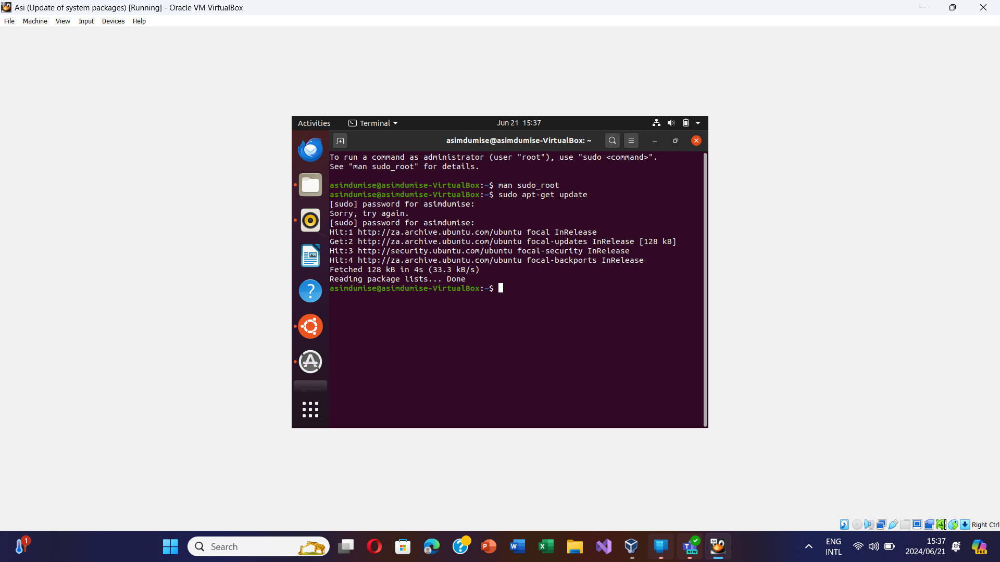 Asi (Update of system packages) [Running] - Oracle VM VirtualBox
File Machine View Input Devices Help
Activities Terminal Jun 21 15:37
asimdumise@asimdumise-VirtualBox: ~
To run a command as administrator (user "root"), use "sudo <command>".
See "man sudo_root" for details.
asimdumise@asimdumise-VirtualBox:~$ man sudo_root
asimdumise@asimdumise-VirtualBox:~$ sudo apt-get update
[sudo] password for asimdumise:
Sorry, try again.
[sudo] password for asimdumise:
Hit:1 http://za.archive.ubuntu.com/ubuntu focal InRelease
Get:2 http://za.archive.ubuntu.com/ubuntu focal-updates InRelease [128 kB]
Hit:3 http://security.ubuntu.com/ubuntu focal-security InRelease
Hit:4 http://za.archive.ubuntu.com/ubuntu focal-backports InRelease
Fetched 128 kB in 4s (33.3 kB/s)
Reading package lists... Done
asimdumise@asimdumise-VirtualBox:~$
Right Ctrl
1
Search
NEW
64
ENG
INTL
15:37
2024/06/21
PRE